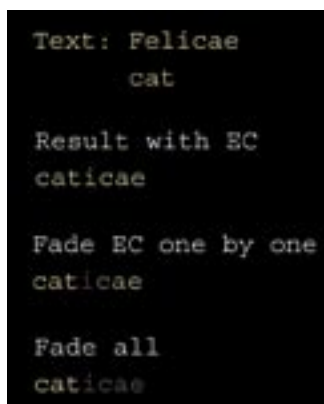 Text: Felicae
cat
Result with EC
caticae
Fade EC one by one
caticae
Fade all
caticae